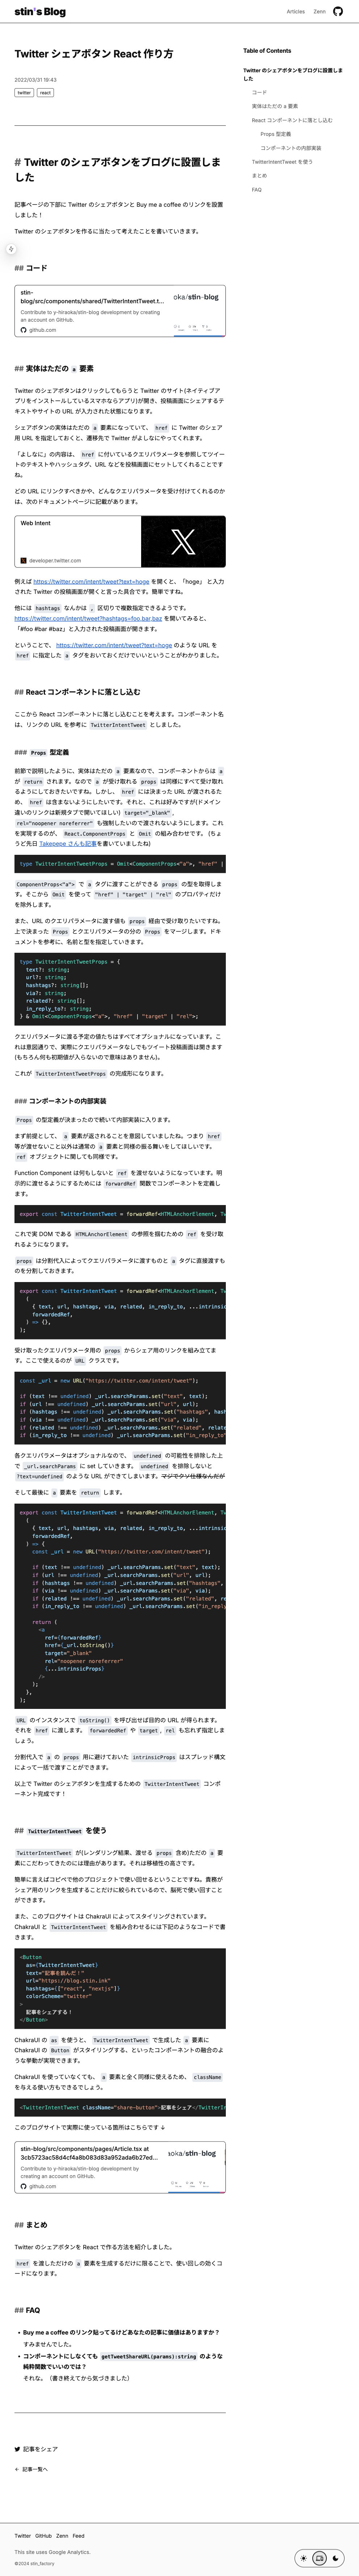 stin's Blog
Articles
Zenn
Twitter シェアボタン React 作り方
2022/03/31 19:43
twitter
react
Table of Contents
Twitter のシェアボタンをブログに設置しま
した
コード
実体はただの a 要素
React コンポーネントに落とし込む
Props 型定義
コンポーネントの内部実装
TwitterIntentTweet を使う
まとめ
FAQ
# Twitter のシェアボタンをブログに設置しま
した
記事ページの下部に Twitter のシェアボタンと Buy me a coffee のリンクを設置
しました！
Twitter のシェアボタンを作るに当たって考えたことを書いていきます。
## コード
stin-
blog/src/components/shared/TwitterIntentTweet.t...
Contribute to y-hiraoka/stin-blog development by creating
an account on GitHub.
github.com
oka/stin-blog
## 実体はただの a 要素
Twitter のシェアボタンはクリックしてもらうと Twitter のサイト(ネイティブアプ
リをインストールしているスマホならアプリ)が開き、投稿画面にシェアするテ
キストやサイトの URL が入力された状態になります。
シェアボタンの実体はただの a 要素になっていて、 href に Twitter のシェア
用 URL を指定しておくと、遷移先で Twitter がよしなにやってくれます。
「よしなに」の内容は、 href に付いているクエリパラメータを参照してツイー
トのテキストやハッシュタグ、URL などを投稿画面にセットしてくれることです
ね。
どの URL にリンクすべきかや、どんなクエリパラメータを受け付けてくれるのか
は、次のドキュメントページに記載があります。
Web Intent
developer.twitter.com
例えば https://twitter.com/intent/tweet?text=hoge を開くと、「hoge」 と入力
された Twitter の投稿画面が開くと言った具合です。簡単ですね。
他には hashtags なんかは , 区切りで複数指定できるようです。
https://twitter.com/intent/tweet?hashtags=foo,bar,baz を開いてみると、
「#foo #bar #baz」と入力された投稿画面が開きます。
ということで、 https://twitter.com/intent/tweet?text=hoge のような URL を
href に指定した a タグをおいておくだけでいいということがわかりました。
## React コンポーネントに落とし込む
ここから React コンポーネントに落とし込むことを考えます。コンポーネント名
は、リンクの URL を参考に TwitterIntentTweet としました。
### Props 型定義
前節で説明したように、実体はただの a 要素なので、コンポーネントからは a
が return されます。なので a が受け取れる props は同様にすべて受け取れ
るようにしておきたいですね。しかし、 href には決まった URL が渡されるた
め、 href は含まないようにしたいです。それと、これは好みですが(ドメイン
違いのリンクは新規タブで開いてほしい) target="_blank" 、
rel="noopener noreferrer" も強制したいので渡されないようにします。これ
を実現するのが、 React.ComponentProps と Omit の組み合わせです。 (ちょ
うど先日 Takepepe さんも記事を書いていましたね)
type TwitterIntentTweetProps = Omit<ComponentProps<"a">, "href" |
ComponentProps<"a"> で a タグに渡すことができる props の型を取得しま
す。そこから Omit を使って "href" | "target" | "rel" のプロパティだけ
を除外します。
また、URL のクエリパラメータに渡す値も props 経由で受け取りたいですね。
上で決まった Props とクエリパラメータの分の Props をマージします。ドキ
ュメントを参考に、名前と型を指定していきます。
type TwitterIntentTweetProps = {
text?: string;
url?: string;
hashtags?: string[];
via?: string;
related?: string[];
in_reply_to?: string;
} & Omit<ComponentProps<"a">, "href" | "target" | "rel">;
クエリパラメータに渡る予定の値たちはすべてオプショナルになっています。こ
れは意図通りで、実際にクエリパラメータなしでもツイート投稿画面は開きます
(もちろん何も初期値が入らないので意味はありませんが)。
これが TwitterIntentTweetProps の完成形になります。
### コンポーネントの内部実装
Props の型定義が決まったので続いて内部実装に入ります。
まず前提として、 a 要素が返されることを意図していましたね。つまり href
等が渡せないこと以外は通常の a 要素と同様の振る舞いをしてほしいです。
ref オブジェクトに関しても同様です。
Function Component は何もしないと ref を渡せないようになっています。明
示的に渡せるようにするためには forwardRef 関数でコンポーネントを定義し
ます。
export const TwitterIntentTweet = forwardRef<HTMLAnchorElement, Tw
これで実 DOM である HTMLAnchorElement の参照を掴むための ref を受け取
れるようになります。
props は分割代入によってクエリパラメータに渡すものと a タグに直接渡すも
のを分割しておきます。
export const TwitterIntentTweet = forwardRef<HTMLAnchorElement, Tw
(
{ text, url, hashtags, via, related, in_reply_to, ...intrinsic
forwardedRef,
) => {},
);
受け取ったクエリパラメータ用の props からシェア用のリンクを組み立てま
す。ここで使えるのが URL クラスです。
const _url = new URL("https://twitter.com/intent/tweet");
if (text !== undefined) _url.searchParams.set("text", text);
if (url !== undefined) _url.searchParams.set("url", url);
if (hashtags !== undefined) _url.searchParams.set("hashtags", hash
if (via !== undefined) _url.searchParams.set("via", via);
if (related !== undefined) _url.searchParams.set("related", relate
if (in_reply_to !== undefined) _url.searchParams.set("in_reply_to"
各クエリパラメータはオプショナルなので、 undefined の可能性を排除した上
で _url.searchParams に set していきます。 undefined を排除しないと
?text=undefined のような URL ができてしまいます。マジでクソ仕様なんだが
そして最後に a 要素を return します。
export const TwitterIntentTweet = forwardRef<HTMLAnchorElement, Tw
(
{ text, url, hashtags, via, related, in_reply_to, ...intrinsic
forwardedRef,
) => {
const _url = new URL("https://twitter.com/intent/tweet");
if (text !== undefined) _url.searchParams.set("text", text);
if (url !== undefined) _url.searchParams.set("url", url);
if (hashtags !== undefined) _url.searchParams.set("hashtags",
if (via !== undefined) _url.searchParams.set("via", via);
if (related !== undefined) _url.searchParams.set("related", re
if (in_reply_to !== undefined) _url.searchParams.set("in_reply
return (
<a
ref={forwardedRef}
href={_url.toString()}
target="_blank"
rel="noopener noreferrer"
{...intrinsicProps}
/>
);
},
);
URL のインスタンスで toString() を呼び出せば目的の URL が得られます。
それを href に渡します。 forwardedRef や target , rel も忘れず指定しま
しょう。
分割代入で a の props 用に避けておいた intrinsicProps はスプレッド構文
によって一括で渡すことができます。
以上で Twitter のシェアボタンを生成するための TwitterIntentTweet コンポ
ーネント完成です！
## TwitterIntentTweet を使う
TwitterIntentTweet が(レンダリング結果、渡せる props 含め)ただの a 要
素にこだわってきたのには理由があります。それは移植性の高さです。
簡単に言えばコピペで他のプロジェクトで使い回せるということですね。責務が
シェア用のリンクを生成することだけに絞られているので、脳死で使い回すこと
ができます。
また、このブログサイトは ChakraUI によってスタイリングされています。
ChakraUI と TwitterIntentTweet を組み合わせるには下記のようなコードで書
きます。
<Button
as={TwitterIntentTweet}
text="記事を読んだ！"
url="https://blog.stin.ink"
hashtags={["react", "nextjs"]}
colorScheme="twitter"
>
記事をシェアする！
</Button>
ChakraUI の as を使うと、 TwitterIntentTweet で生成した a 要素に
ChakraUI の Button がスタイリングする、といったコンポーネントの融合のよ
うな挙動が実現できます。
ChakraUI を使っていなくても、 a 要素と全く同様に使えるため、 className
を与える使い方もできるでしょう。
<TwitterIntentTweet className="share-button">記事をシェア</TwitterIn
このブログサイトで実際に使っている箇所はこちらです ↓
stin-blog/src/components/pages/Article.tsx at
3cb5723ac58d4cf4a8b083d83a952ada6b27ed...
Contribute to y-hiraoka/stin-blog development by
creating an account on GitHub.
github.com
aoka/stin-blog
## まとめ
Twitter のシェアボタンを React で作る方法を紹介しました。
href を渡しただけの a 要素を生成するだけに限ることで、使い回しの効くコ
ードになります。
## FAQ
• Buy me a coffee のリンク貼ってるけどあなたの記事に価値はありますか？
すみませんでした。
• コンポーネントにしなくても getTweetShareURL(params):string のような
純粋関数でいいのでは？
それな。（書き終えてから気づきました）
記事をシェア
← 記事一覧へ
Twitter
GitHub
Zenn
Feed
This site uses Google Analytics.
©2024 stin_factory